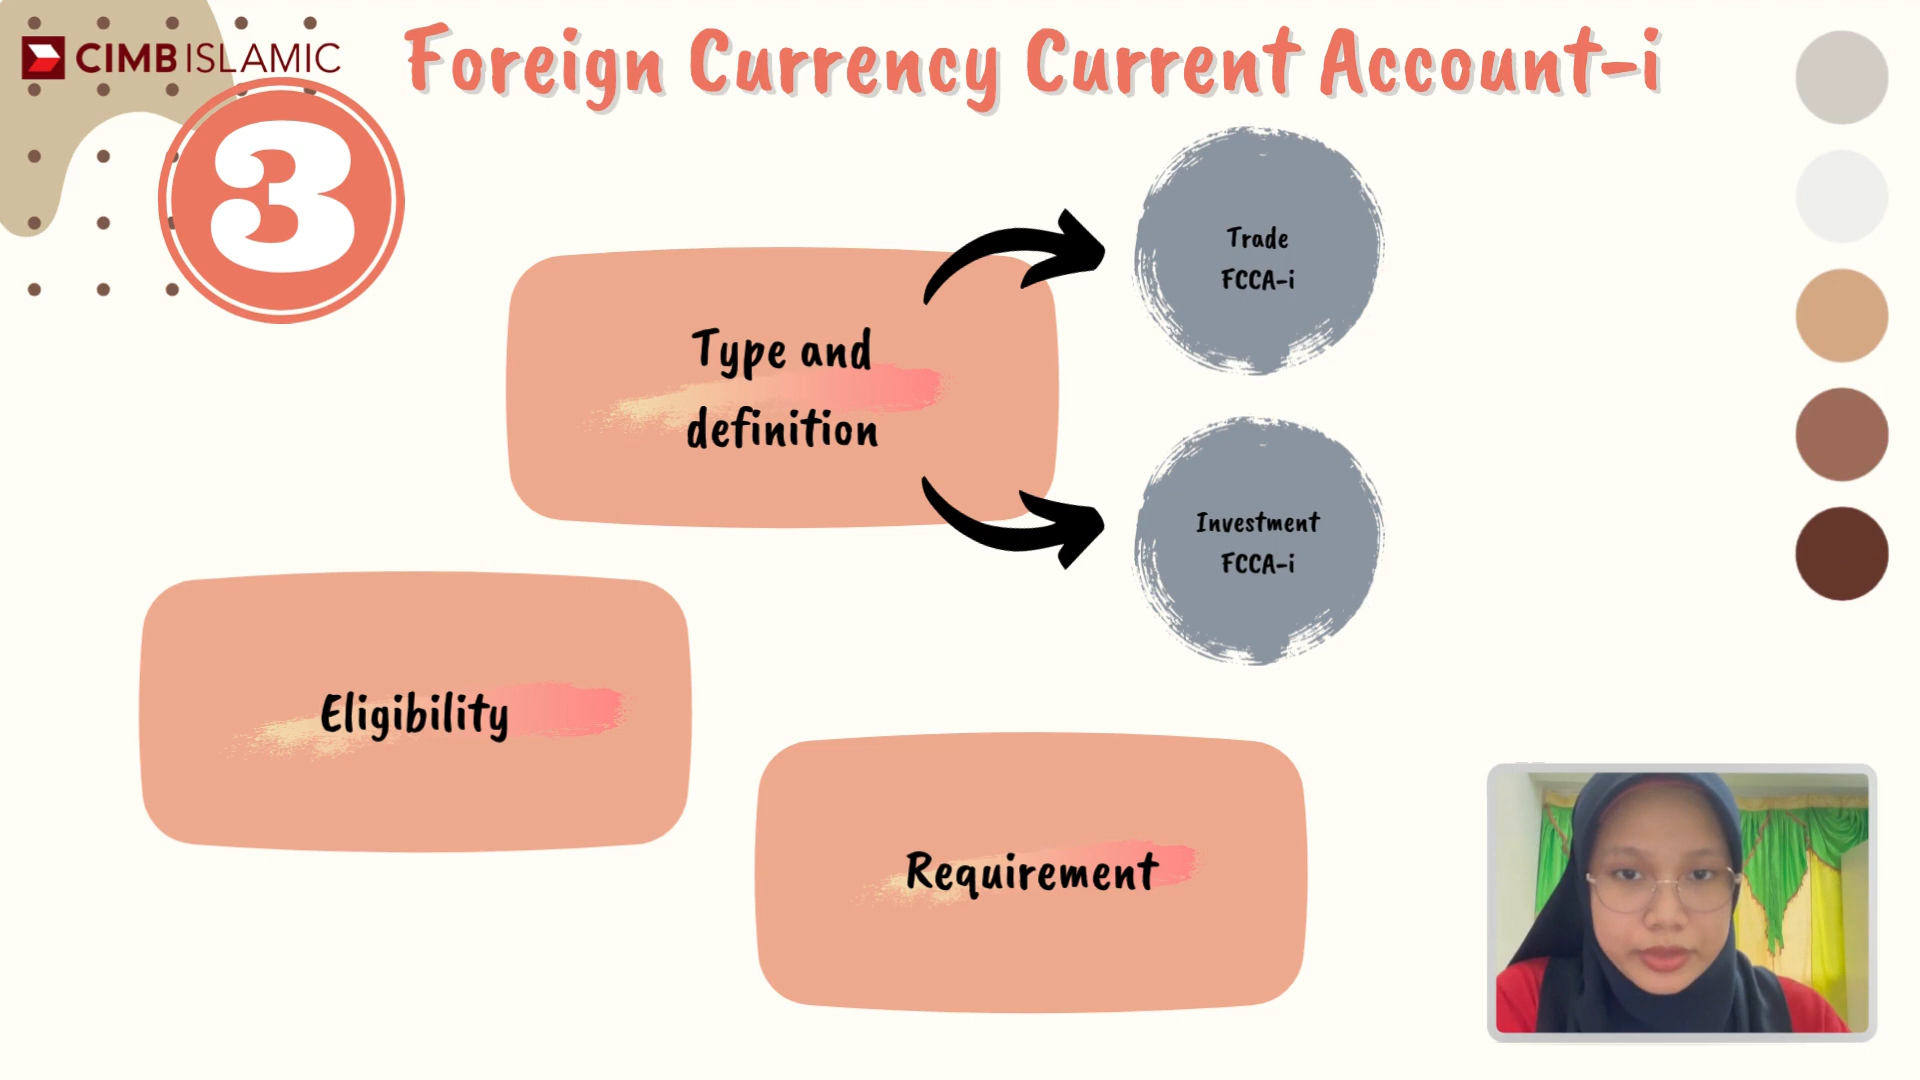 CIMB ISLAMIC
Foreign Currency Current Account-i
3
Trade
FCCA-i
Type and
definition
Investment
FCCA-i
Eligibility
Requirement